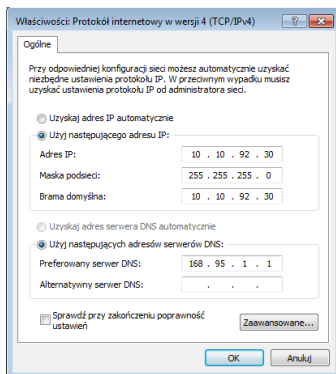 Właściwości: Protokół internetowy w wersji 4 (TCP/IPv4)
Ogólne
Przy odpowiedniej konfiguracji sieci możesz automatycznie uzyskać
niezbędne ustawienia protokołu IP. W przeciwnym wypadku musisz
uzyskać ustawienia protokołu IP od administratora sieci.
Uzyskaj adres IP automatycznie
Użyj następującego adresu IP:
Adres IP: 10 . 10 . 92 . 30
Maska podsieci: 255 . 255 . 255 . 0
Brama domyślna: 10 . 10 . 92 . 30
Uzyskaj adres serwera DNS automatycznie
Użyj następujących adresów serwerów DNS:
Preferowany serwer DNS: 168 . 95 . 1 . 1
Alternatywny serwer DNS: . . .
Sprawdź przy zakończeniu poprawność
ustawień
Zaawansowane...
OK Anuluj